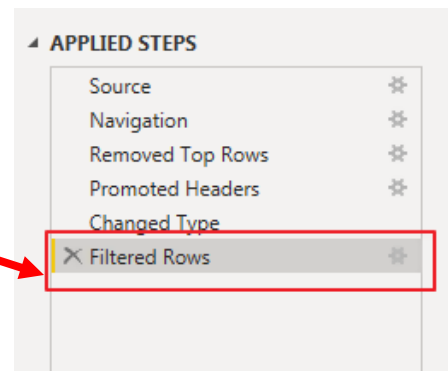 APPLIED STEPS
Source
Navigation
Removed Top Rows
Promoted Headers
Changed Type
Filtered Rows